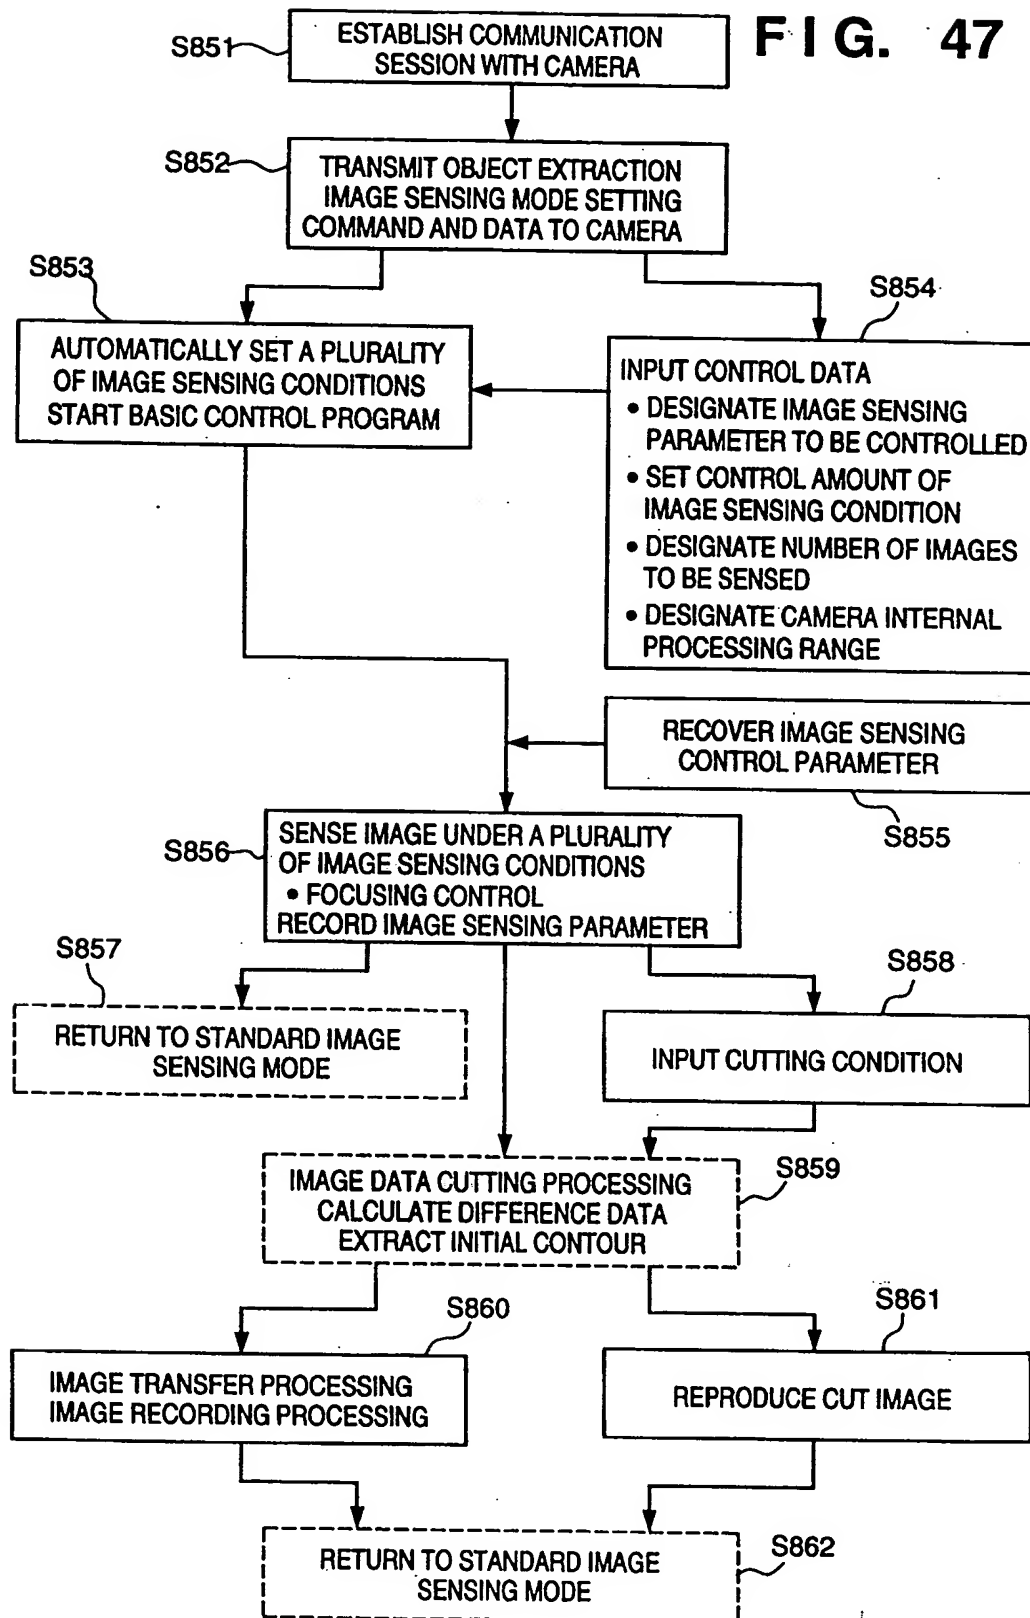 FIG. 47
S851
ESTABLISH COMMUNICATION
SESSION WITH CAMERA
S852
TRANSMIT OBJECT EXTRACTION
IMAGE SENSING MODE SETTING
COMMAND AND DATA TO CAMERA
S853
AUTOMATICALLY SET A PLURALITY
OF IMAGE SENSING CONDITIONS
START BASIC CONTROL PROGRAM
S854
INPUT CONTROL DATA
• DESIGNATE IMAGE SENSING
PARAMETER TO BE CONTROLLED
• SET CONTROL AMOUNT OF
IMAGE SENSING CONDITION
• DESIGNATE NUMBER OF IMAGES
TO BE SENSED
• DESIGNATE CAMERA INTERNAL
PROCESSING RANGE
RECOVER IMAGE SENSING
CONTROL PARAMETER
S855
S856
SENSE IMAGE UNDER A PLURALITY
OF IMAGE SENSING CONDITIONS
• FOCUSING CONTROL
RECORD IMAGE SENSING PARAMETER
S857
RETURN TO STANDARD IMAGE
SENSING MODE
S858
INPUT CUTTING CONDITION
S859
IMAGE DATA CUTTING PROCESSING
CALCULATE DIFFERENCE DATA
EXTRACT INITIAL CONTOUR
S860
IMAGE TRANSFER PROCESSING
IMAGE RECORDING PROCESSING
S861
REPRODUCE CUT IMAGE
S862
RETURN TO STANDARD IMAGE
SENSING MODE